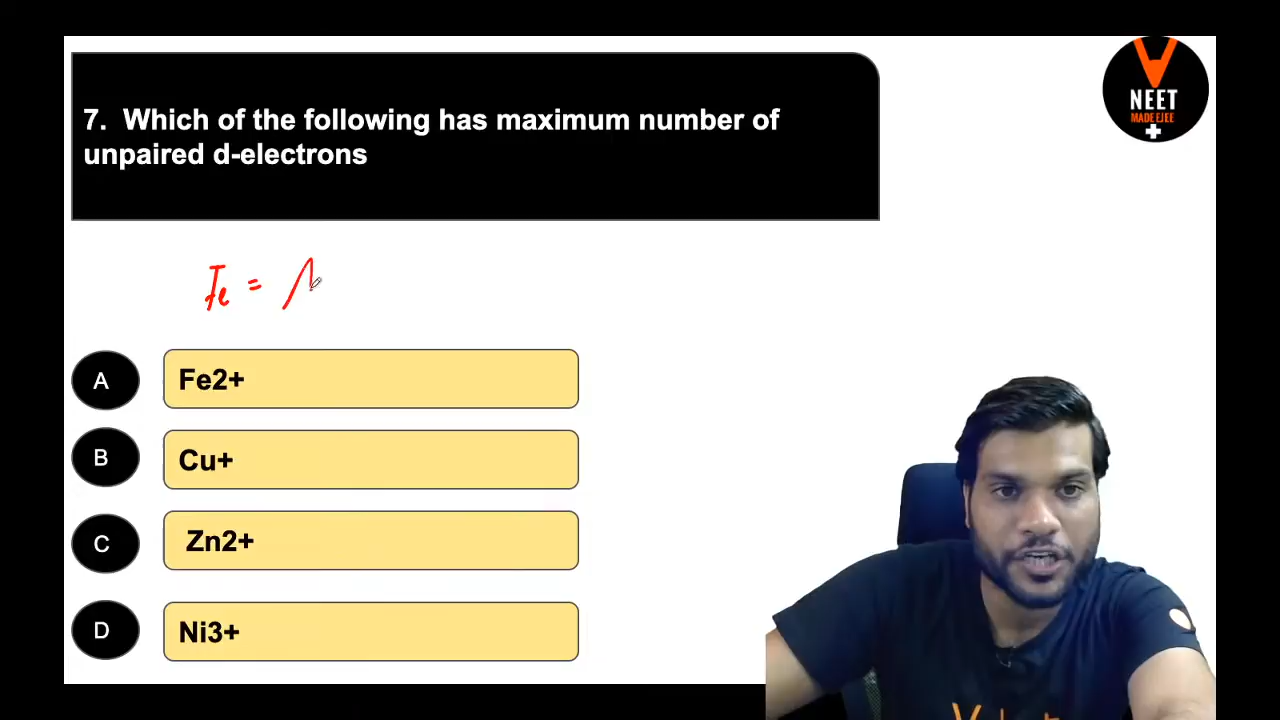 7. Which of the following has maximum number of
unpaired d-electrons
NEET
MADE EJEE
Fe =
A
Fe2+
B
Cu+
C
Zn2+
D
Ni3+